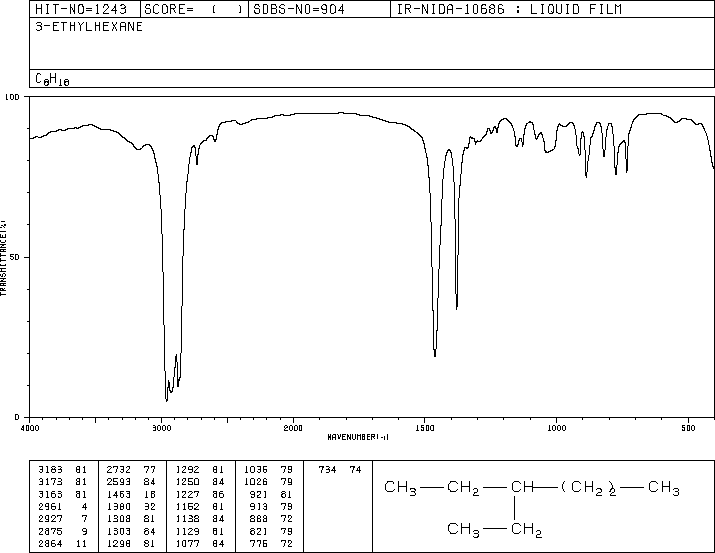 HIT-NO=1243 SCORE= ( ) SDBS-NO=904 IR-NIDA-10686 : LIQUID FILM
3-ETHYLHEXANE
C8H18
100
50
0
TRANSMITTANCE(%)
4000 3000 2000 1500 1000 500
WAVENUMBER(-1)
3183 81 2732 77 1292 81 1036 79 734 74
3173 81 2593 84 1250 84 1026 79
3163 81 1463 18 1227 86 921 81
2961 4 1380 32 1152 81 913 79
2927 7 1308 81 1138 84 888 72
2875 9 1303 84 1129 81 821 79
2864 11 1298 81 1077 84 776 72
CH3—CH2—CH—(CH2)2—CH3
CH3—CH2